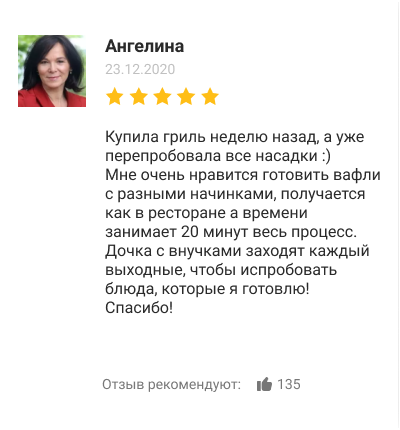 Ангелина
23.12.2020
Купила гриль неделю назад, а уже
перепробовала все насадки :)
Мне очень нравится готовить вафли
с разными начинками, получается
как в ресторане а времени
занимает 20 минут весь процесс.
Дочка с внучками заходят каждый
выходные, чтобы испробовать
блюда, которые я готовлю!
Спасибо!
Отзыв рекомендуют: 135